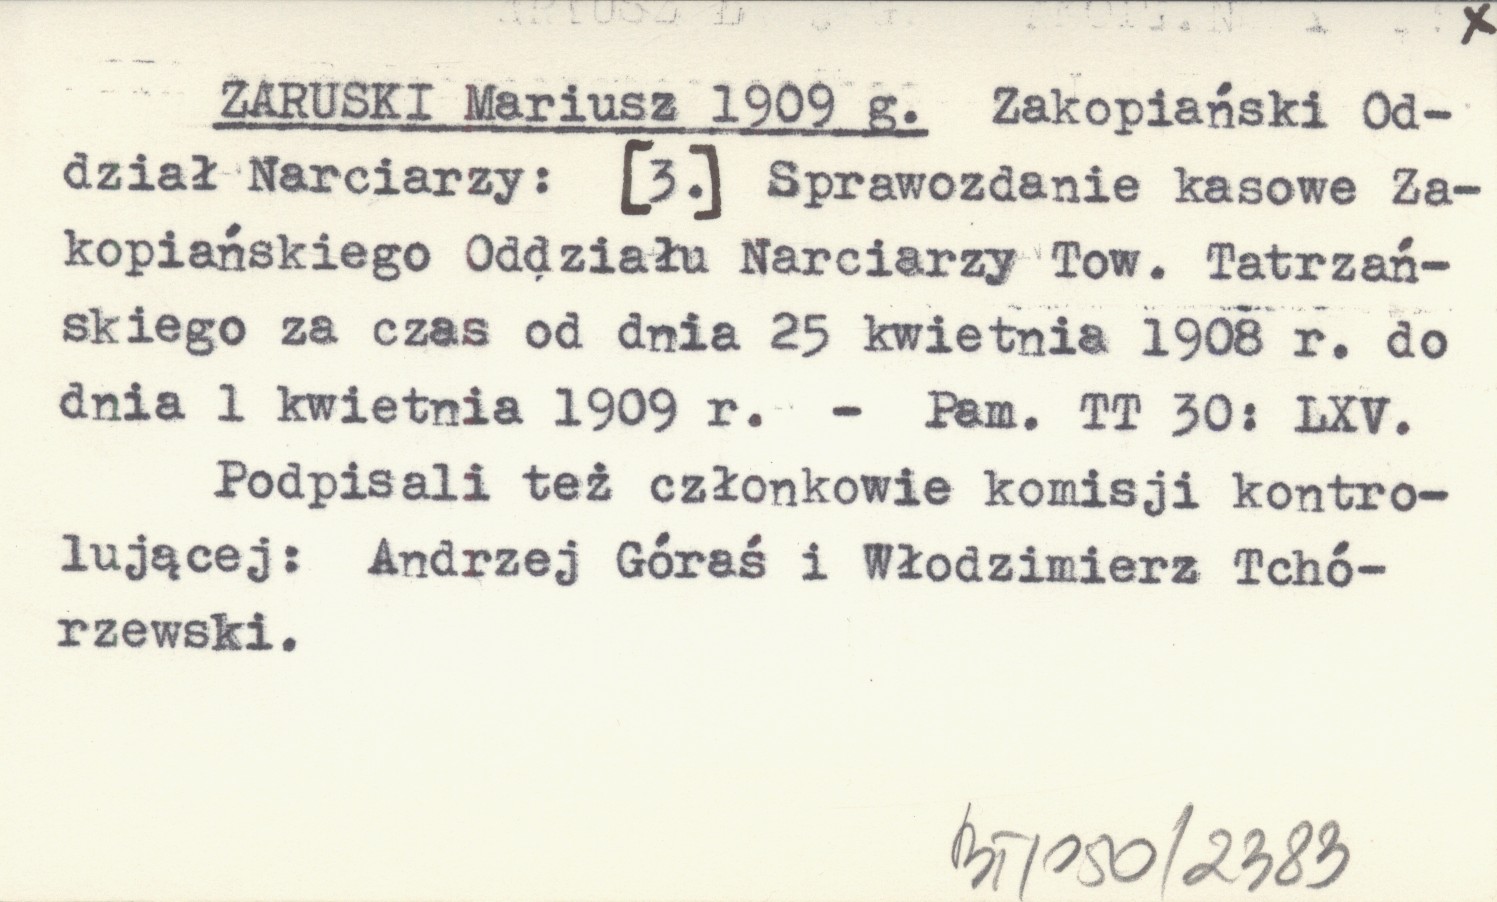 ZARUSKI Mariusz 1909 g. Zakopiański Od-
dział Narciarzy: [3.] Sprawozdanie kasowe Za-
kopiańskiego Oddziału Narciarzy Tow. Tatrzań-
skiego za czas od dnia 25 kwietnia 1908 r. do
dnia 1 kwietnia 1909 r. - Pam. TT 30: LXV.
Podpisali też członkowie komisji kontro-
lującej: Andrzej Góraś i Włodzimierz Tchó-
rzewski.
/2383